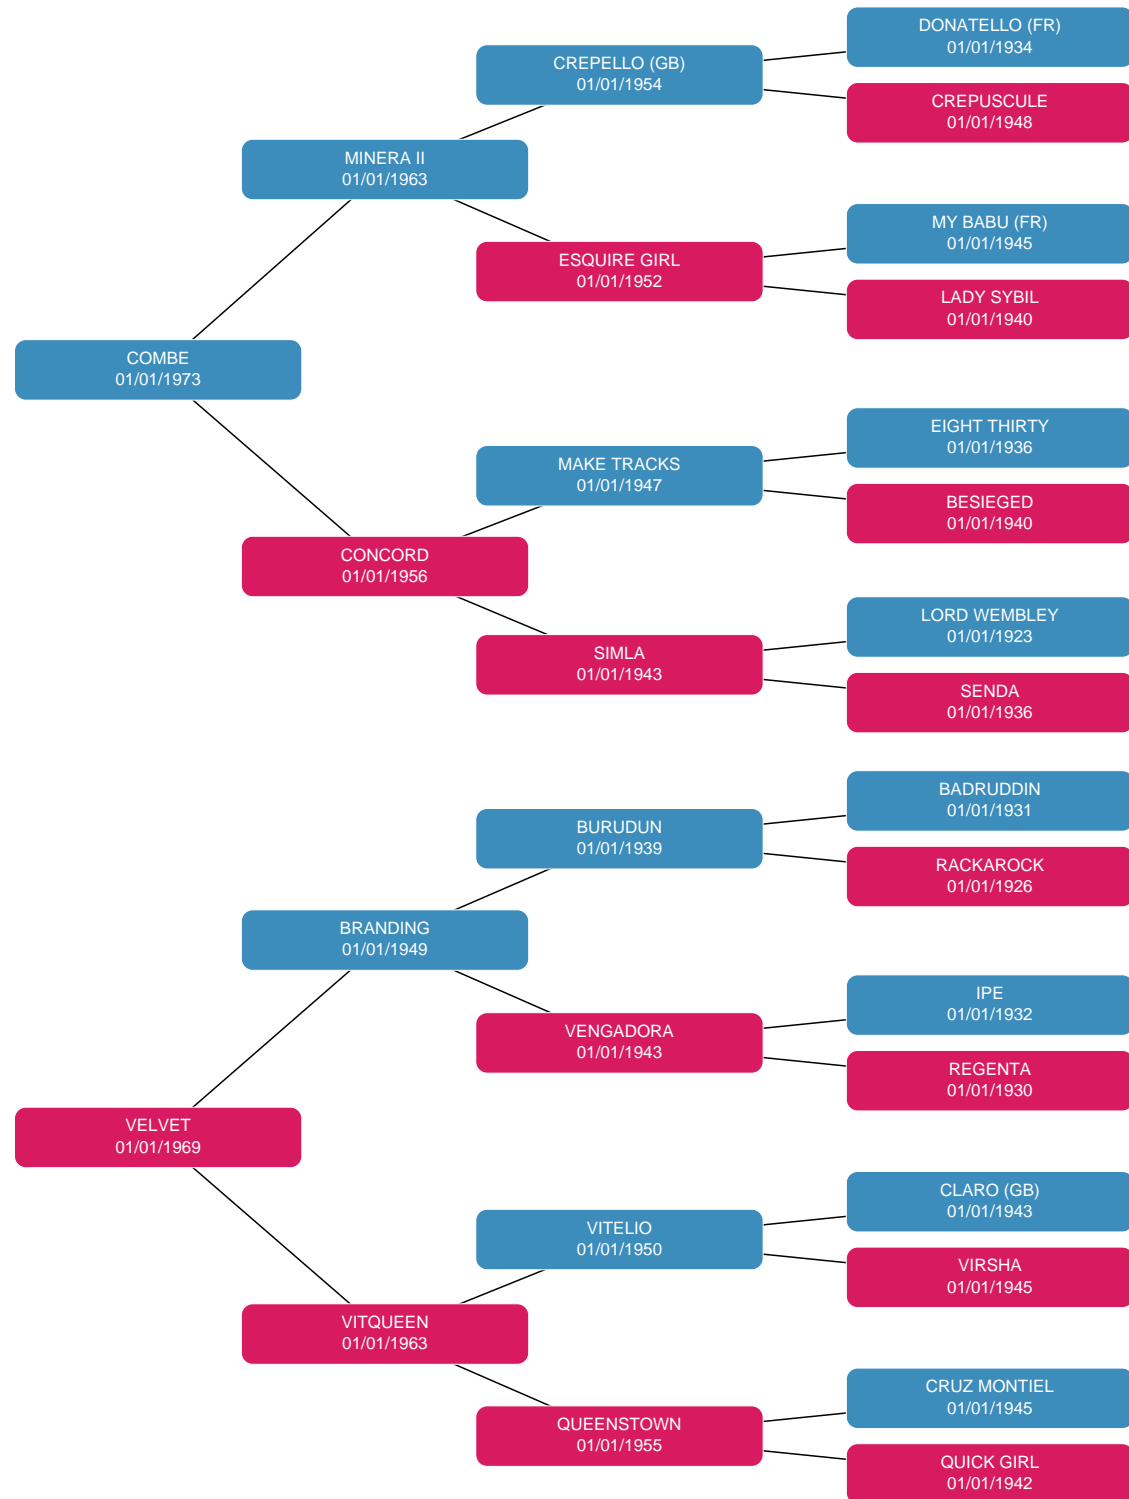 DONATELLO (FR)
01/01/1934
CREPELLO (GB)
01/01/1954
CREPUSCULE
01/01/1948
MINERA II
01/01/1963
MY BABU (FR)
01/01/1945
ESQUIRE GIRL
01/01/1952
LADY SYBIL
01/01/1940
COMBE
01/01/1973
EIGHT THIRTY
01/01/1936
MAKE TRACKS
01/01/1947
BESIEGED
01/01/1940
CONCORD
01/01/1956
LORD WEMBLEY
01/01/1923
SIMLA
01/01/1943
SENDA
01/01/1936
BADRUDDIN
01/01/1931
BURUDUN
01/01/1939
RACKAROCK
01/01/1926
BRANDING
01/01/1949
IPE
01/01/1932
VENGADORA
01/01/1943
REGENTA
01/01/1930
VELVET
01/01/1969
CLARO (GB)
01/01/1943
VITELIO
01/01/1950
VIRSHA
01/01/1945
VITQUEEN
01/01/1963
CRUZ MONTIEL
01/01/1945
QUEENSTOWN
01/01/1955
QUICK GIRL
01/01/1942